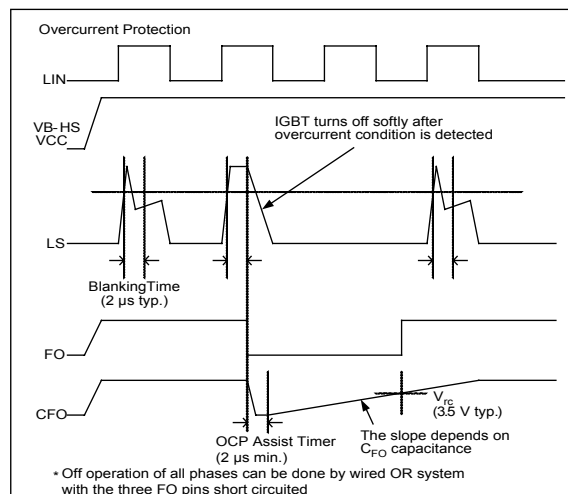 Overcurrent Protection
LIN
VB-HS
VCC
IGBT turns off softly after
overcurrent condition is detected
LS
BlankingTime
(2 µs typ.)
FO
CFO
Vrc
(3.5 V typ.)
OCP Assist Timer
(2 µs min.)
The slope depends on
CFO capacitance
* Off operation of all phases can be done by wired OR system
with the three FO pins short circuited